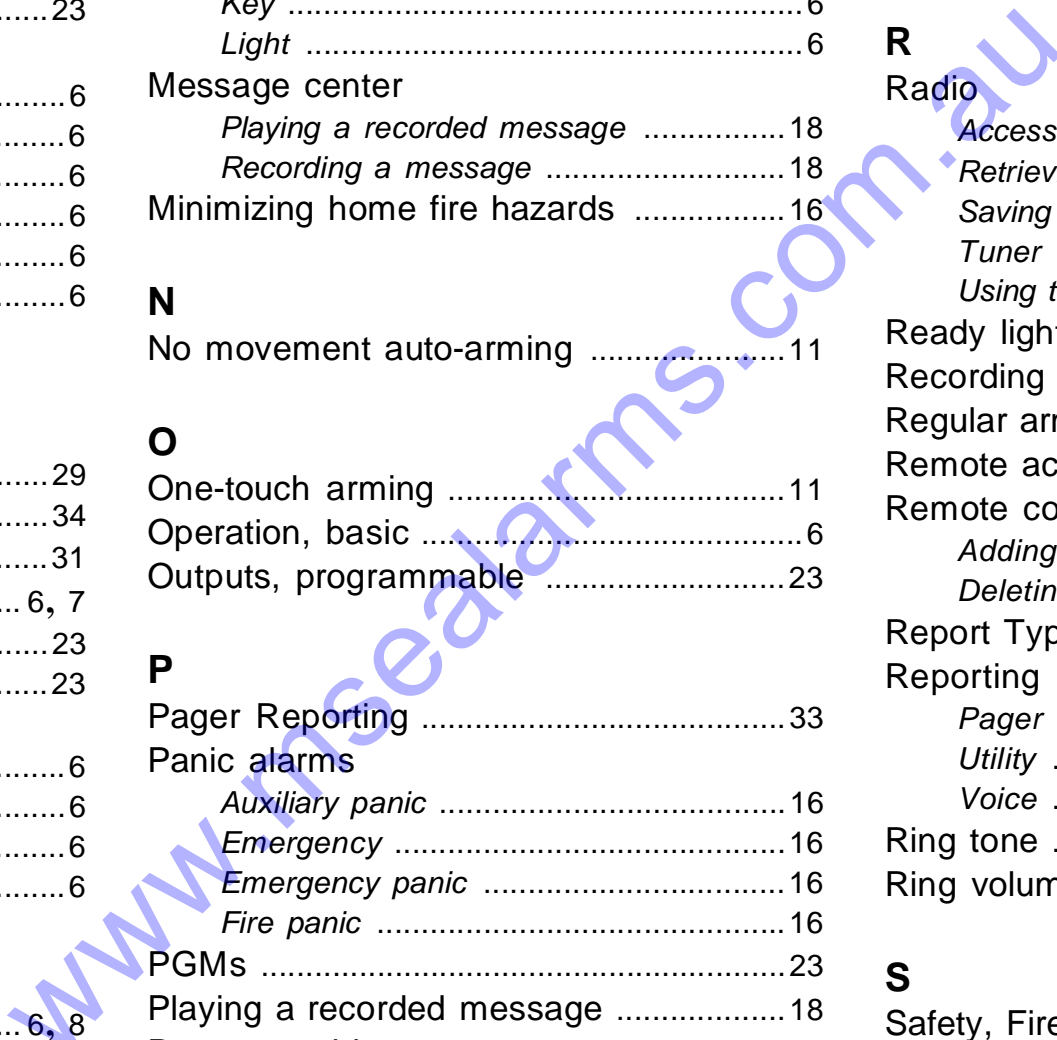 ......23
........6
........6
........6
........6
........6
........6
......29
......34
......31
... 6, 7
......23
......23
........6
........6
........6
........6
... 6, 8
Key ..........................................................6
Light ........................................................6
Message center
Playing a recorded message ................18
Recording a message ...........................18
Minimizing home fire hazards .................16
N
No movement auto-arming ......................11
O
One-touch arming ......................................11
Operation, basic ...........................................6
Outputs, programmable ...........................23
P
Pager Reporting .........................................33
Panic alarms
Auxiliary panic .......................................16
Emergency ............................................16
Emergency panic ..................................16
Fire panic ..............................................16
PGMs ...........................................................23
Playing a recorded message ...................18
R
Radio
Access
Retriev
Saving
Tuner
Using t
Ready light
Recording
Regular arr
Remote ac
Remote co
Adding
Deletin
Report Typ
Reporting
Pager
Utility .
Voice .
Ring tone .
Ring volum
S
Safety, Fire
www.msealarms.com.au